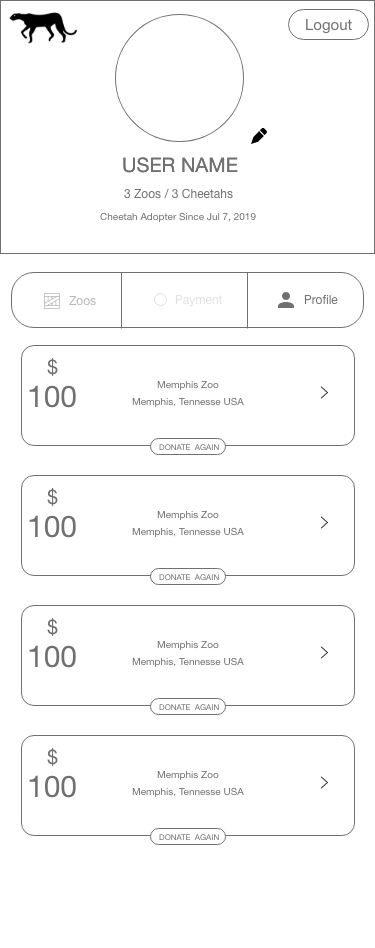 Logout
USER NAME
3 Zoos / 3 Cheetahs
Cheetah Adopter Since Jul 7, 2019
Zoos
Payment
Profile
$
100
Memphis Zoo
Memphis, Tennesse USA
DONATE AGAIN
$
100
Memphis Zoo
Memphis, Tennesse USA
DONATE AGAIN
$
100
Memphis Zoo
Memphis, Tennesse USA
DONATE AGAIN
$
100
Memphis Zoo
Memphis, Tennesse USA
DONATE AGAIN